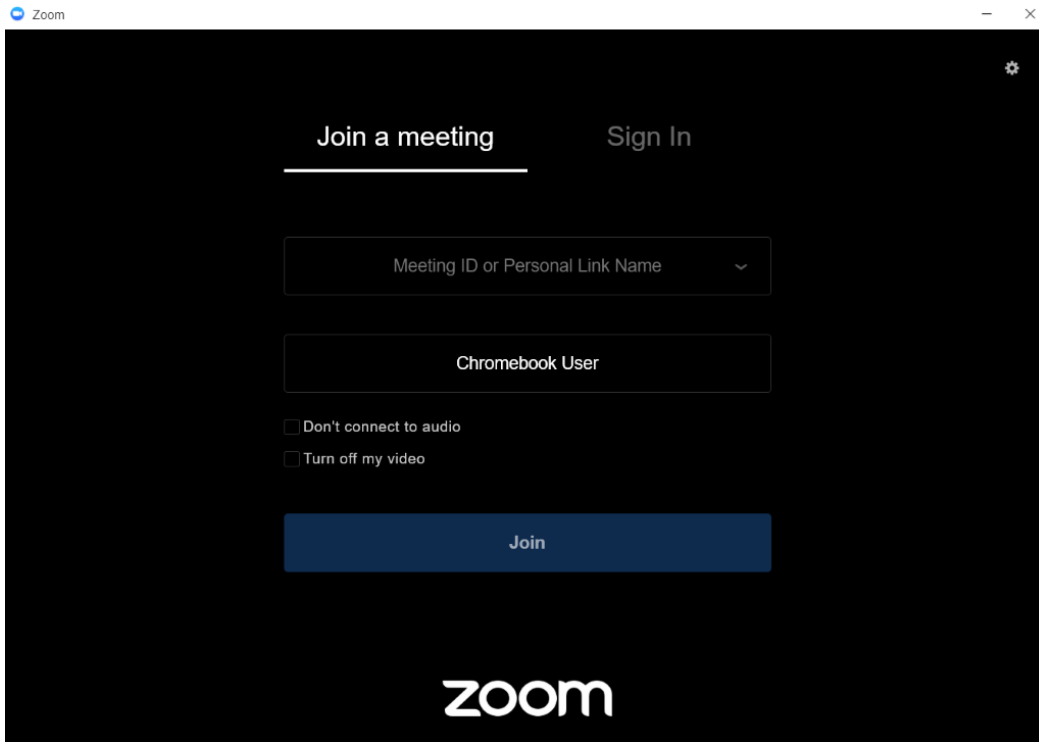 Zoom
Join a meeting Sign In
Meeting ID or Personal Link Name
Chromebook User
Don't connect to audio
Turn off my video
Join
zoom